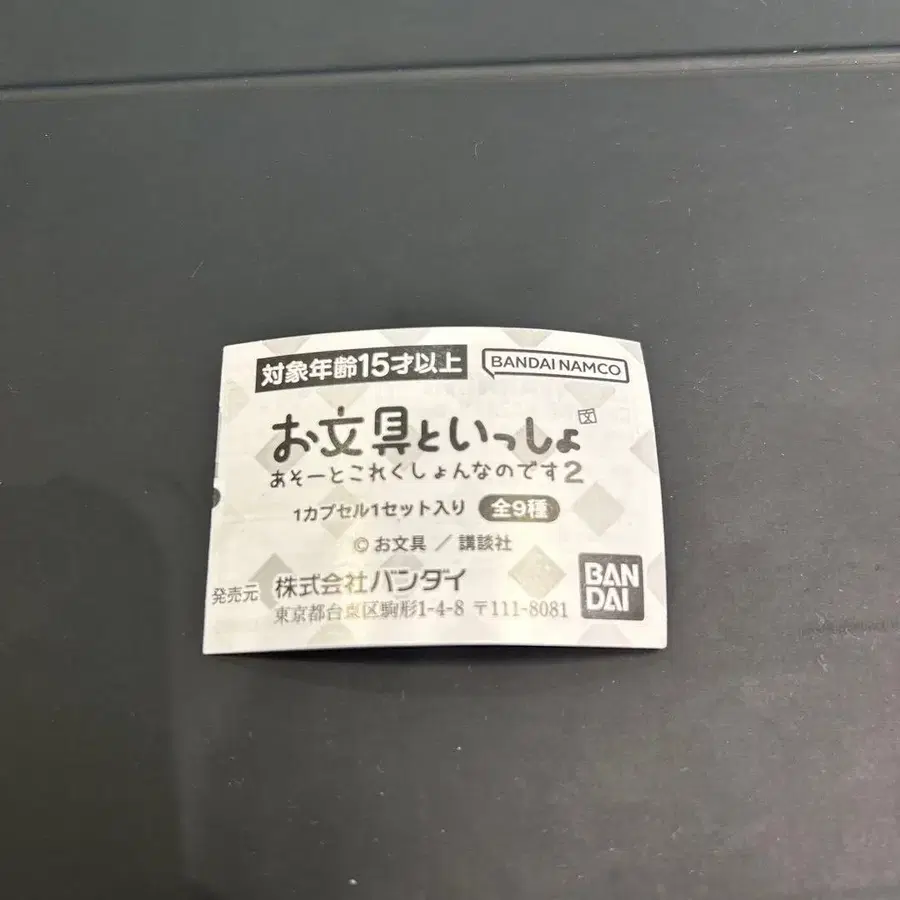 対象年齢15才以上
BANDAI NAMCO
お文具といっしょ
文
あそーとこれくしょんなのです2
1カプセル1セット入り 全9種
©お文具／講談社
発売元 株式会社バンダイ
東京都台東区駒形1-4-8 〒111-8081
BAN
DAI